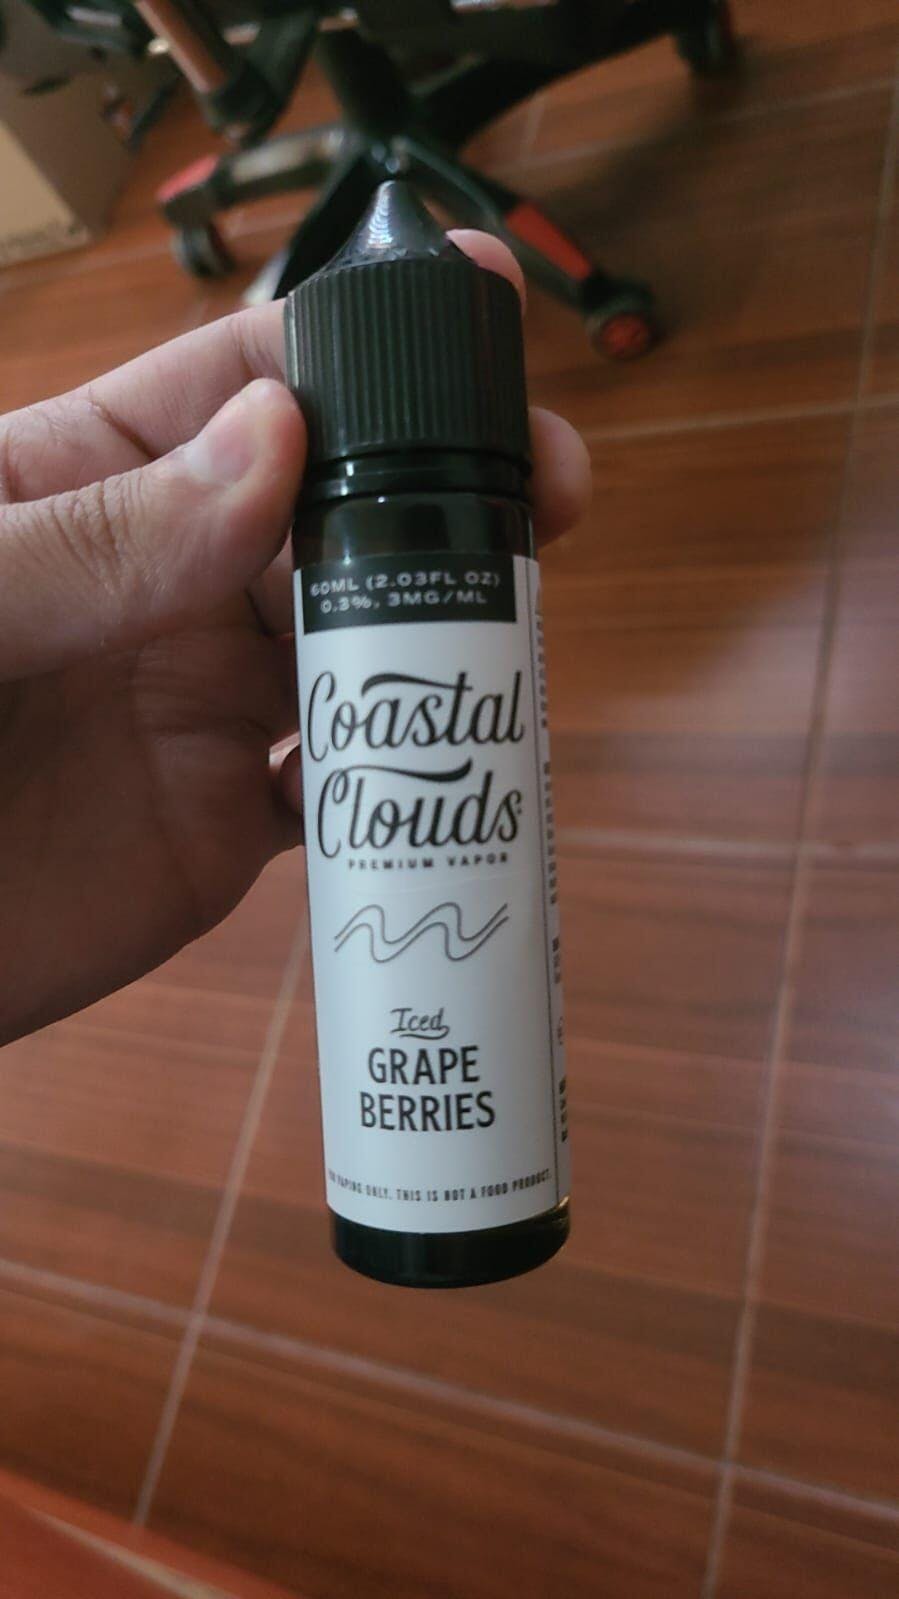 60ML (2.03FL OZ)
0.3%, 3MG/ML
Coastal
Clouds
PREMIUM VAPOR
Iced
GRAPE
BERRIES
VAPING ONLY. THIS IS NOT A FOOD PRODUCT.